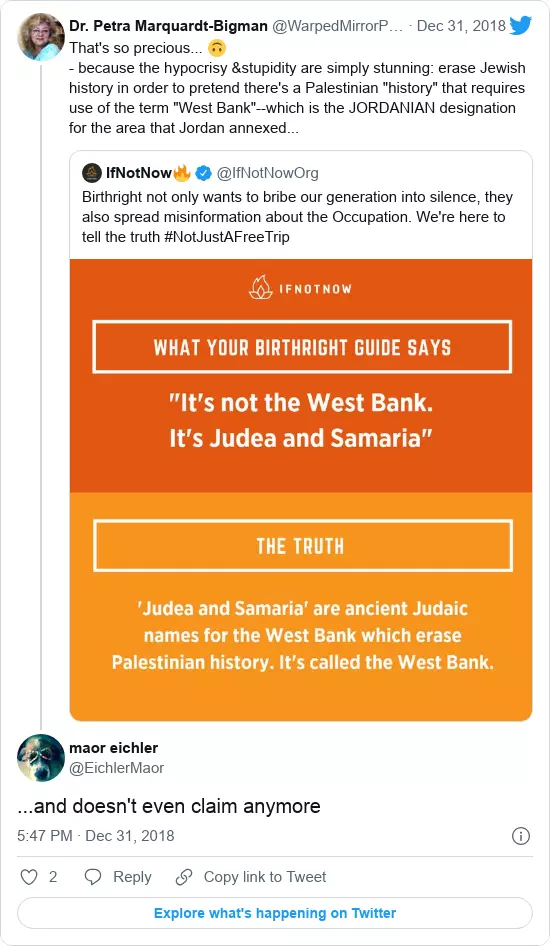 Dr. Petra Marquardt-Bigman @WarpedMirrorP... · Dec 31, 2018
That's so precious... 🙃
- because the hypocrisy &stupidity are simply stunning: erase Jewish
history in order to pretend there's a Palestinian "history" that requires
use of the term "West Bank"--which is the JORDANIAN designation
for the area that Jordan annexed...
IfNotNow🔥 @IfNotNowOrg
Birthright not only wants to bribe our generation into silence, they
also spread misinformation about the Occupation. We're here to
tell the truth #NotJustAFreeTrip
IFNOTNOW
WHAT YOUR BIRTHRIGHT GUIDE SAYS
"It's not the West Bank.
It's Judea and Samaria"
THE TRUTH
'Judea and Samaria' are ancient Judaic
names for the West Bank which erase
Palestinian history. It's called the West Bank.
maor eichler
@EichlerMaor
...and doesn't even claim anymore
5:47 PM · Dec 31, 2018
2 Reply Copy link to Tweet
Explore what's happening on Twitter